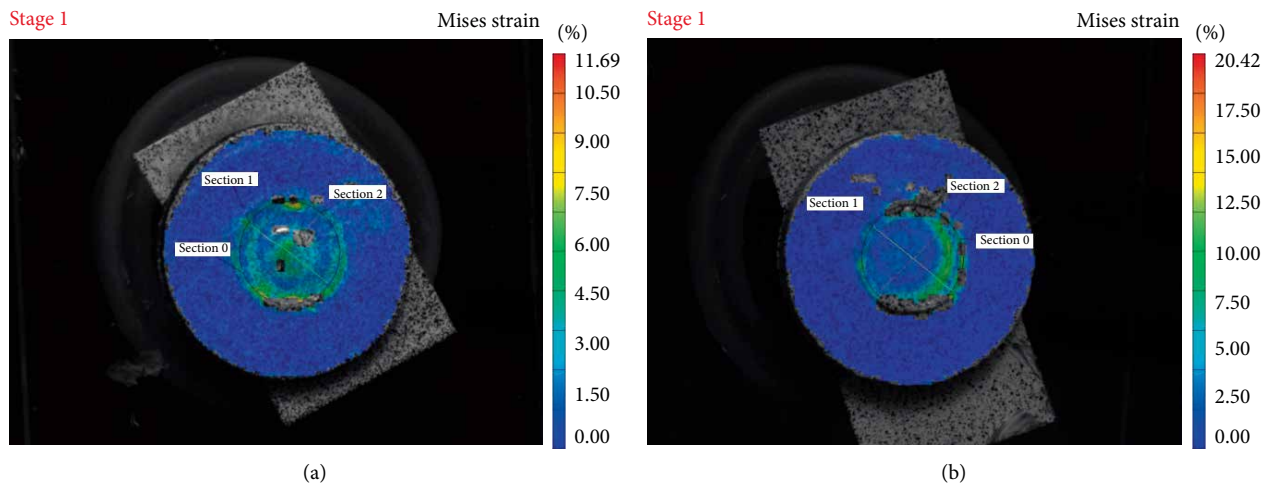 Stage 1
Mises strain
(%)
11.69
10.50
9.00
7.50
6.00
4.50
3.00
1.50
0.00
Section 1
Section 2
Section 0
(a)
Stage 1
Mises strain
(%)
20.42
17.50
15.00
12.50
10.00
7.50
5.00
2.50
0.00
Section 2
Section 1
Section 0
(b)